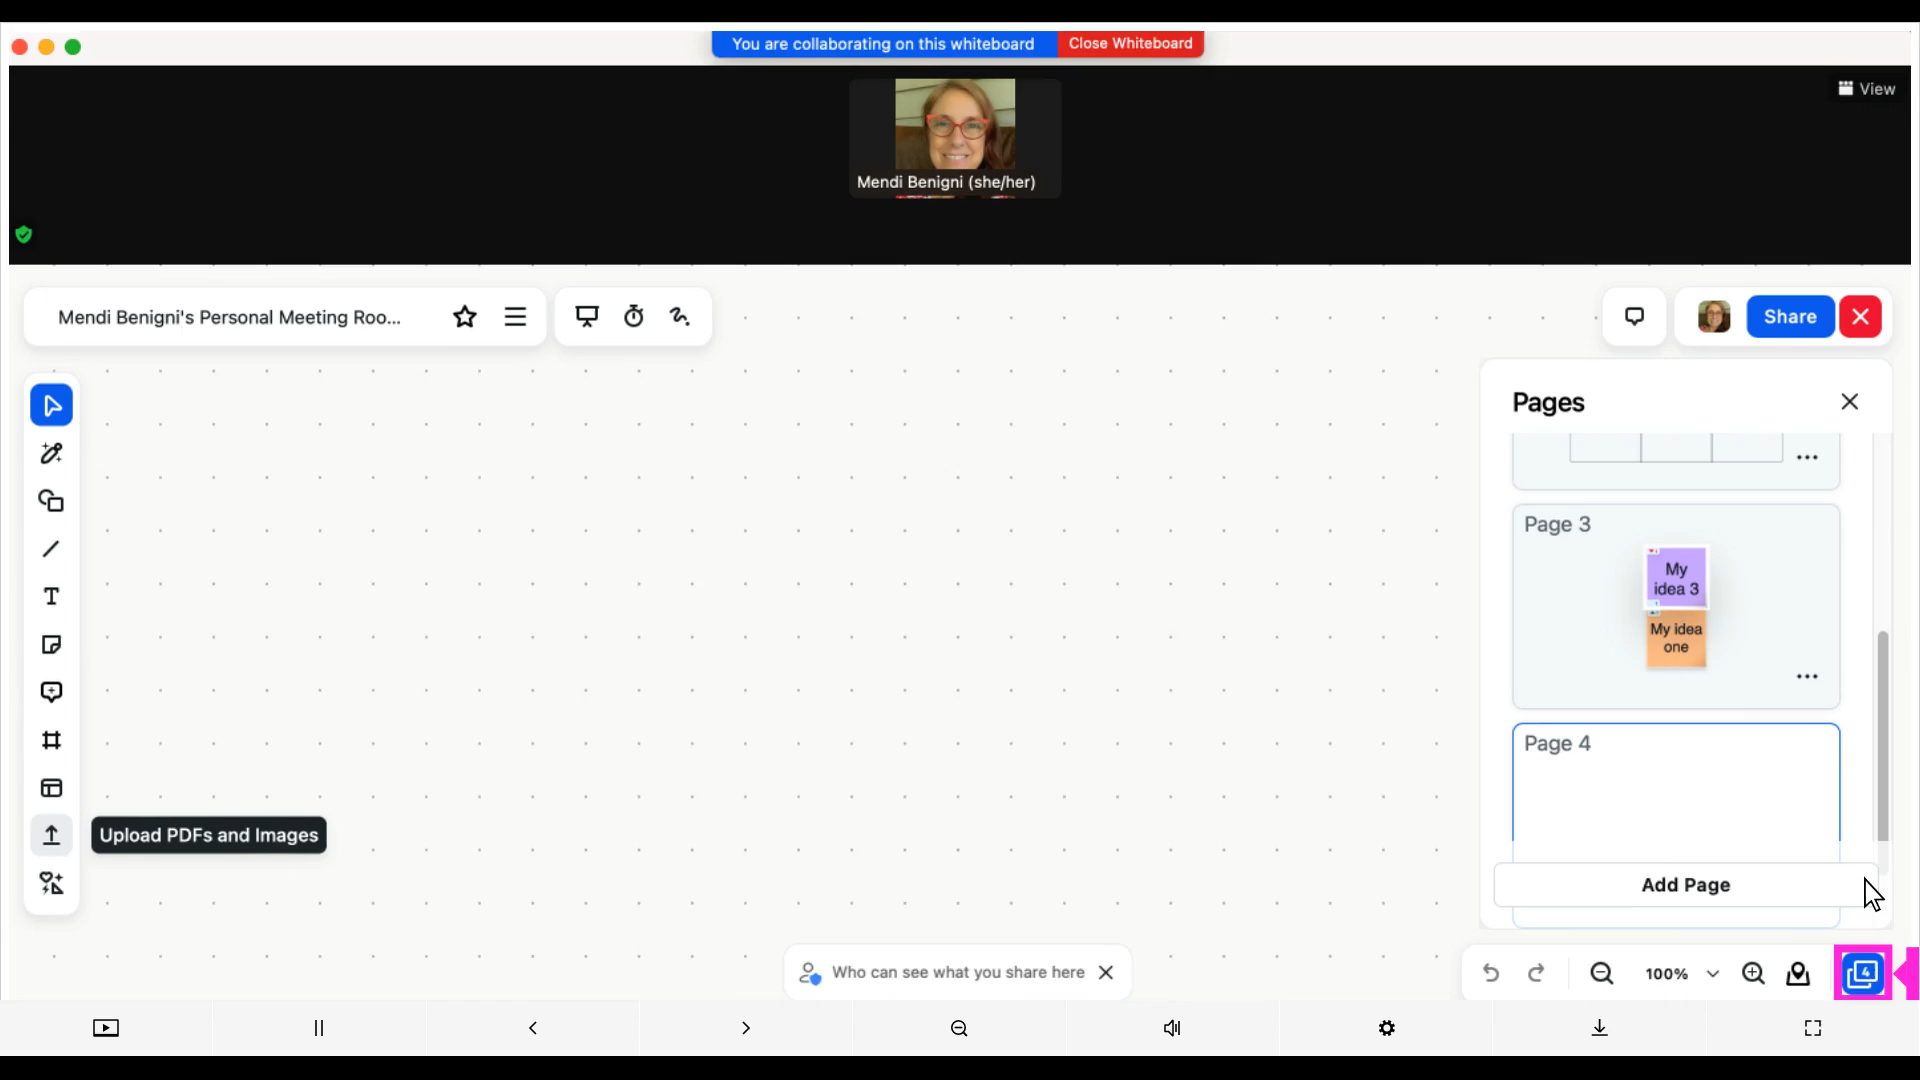 You are collaborating on this whiteboard
Close Whiteboard
View
Mendi Benigni (she/her)
Mendi Benigni's Personal Meeting Roo...
Share
Pages
Page 3
My
idea 3
My idea
one
Page 4
Upload PDFs and Images
Add Page
Who can see what you share here
100%
4